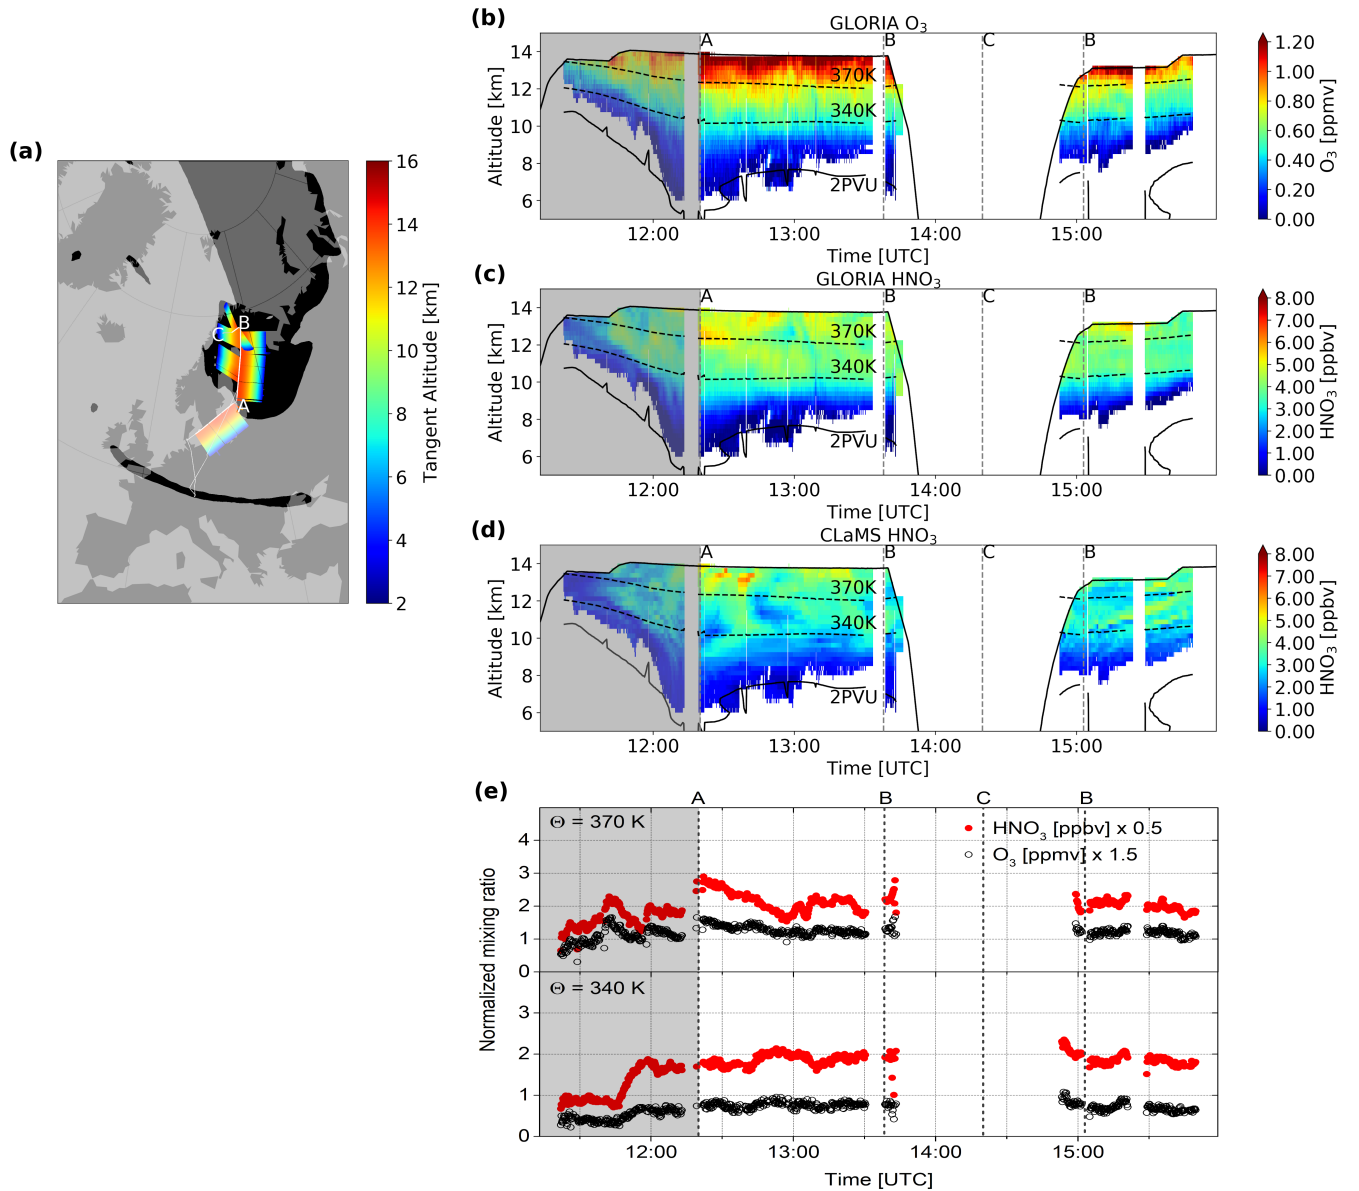 (a)
C
B
A
16
14
12
10
8
6
4
2
Tangent Altitude [km]
(b)
GLORIA O3
A
B
C
B
370K
340K
2PVU
14
12
10
8
6
Altitude [km]
12:00
13:00
14:00
15:00
Time [UTC]
1.20
1.00
0.80
0.60
0.40
0.20
0.00
O3 [ppmv]
(c)
GLORIA HNO3
A
B
C
B
370K
340K
2PVU
14
12
10
8
6
Altitude [km]
12:00
13:00
14:00
15:00
Time [UTC]
8.00
7.00
6.00
5.00
4.00
3.00
2.00
1.00
0.00
HNO3 [ppbv]
(d)
CLaMS HNO3
A
B
C
B
370K
340K
2PVU
14
12
10
8
6
Altitude [km]
12:00
13:00
14:00
15:00
Time [UTC]
8.00
7.00
6.00
5.00
4.00
3.00
2.00
1.00
0.00
HNO3 [ppbv]
(e)
A
B
C
B
Θ = 370 K
HNO3 [ppbv] x 0.5
O3 [ppmv] x 1.5
4
3
2
1
0
Θ = 340 K
3
2
1
0
Normalized mixing ratio
12:00
13:00
14:00
15:00
Time [UTC]